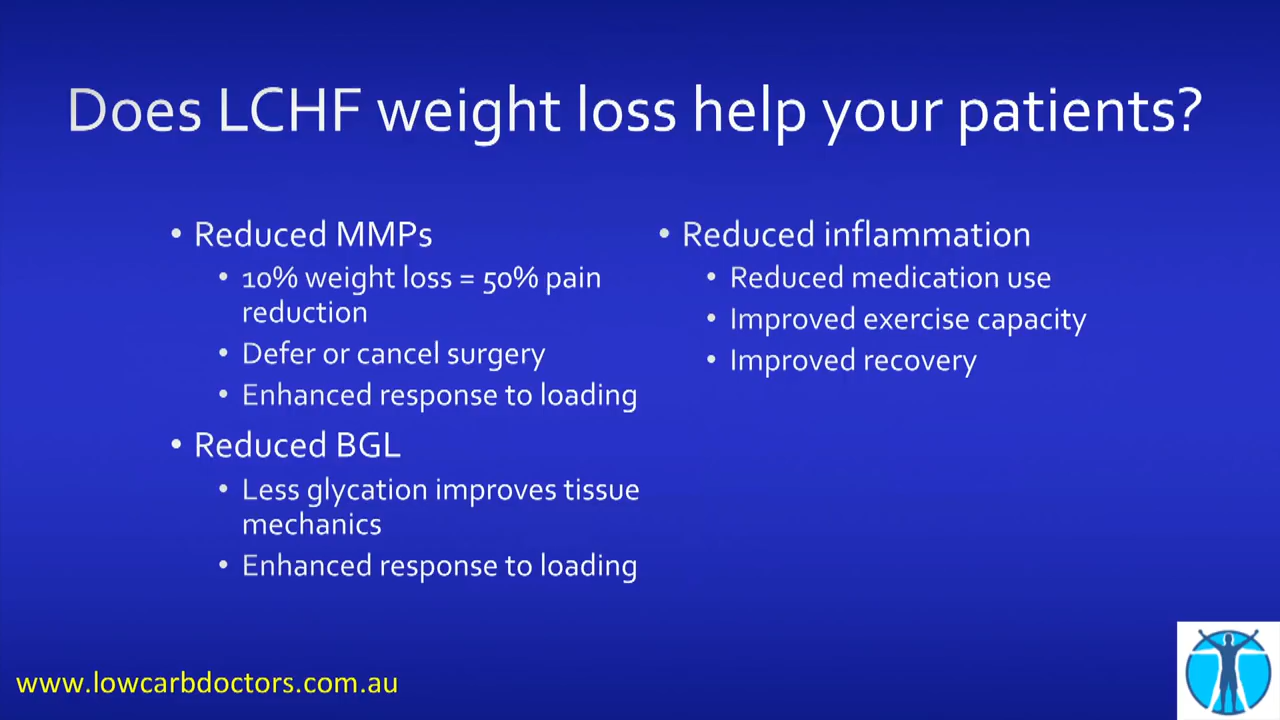 Does LCHF weight loss help your patients?
• Reduced MMPs
• 10% weight loss = 50% pain
reduction
• Defer or cancel surgery
• Enhanced response to loading
• Reduced BGL
• Less glycation improves tissue
mechanics
• Enhanced response to loading
• Reduced inflammation
• Reduced medication use
• Improved exercise capacity
• Improved recovery
www.lowcarbdoctors.com.au